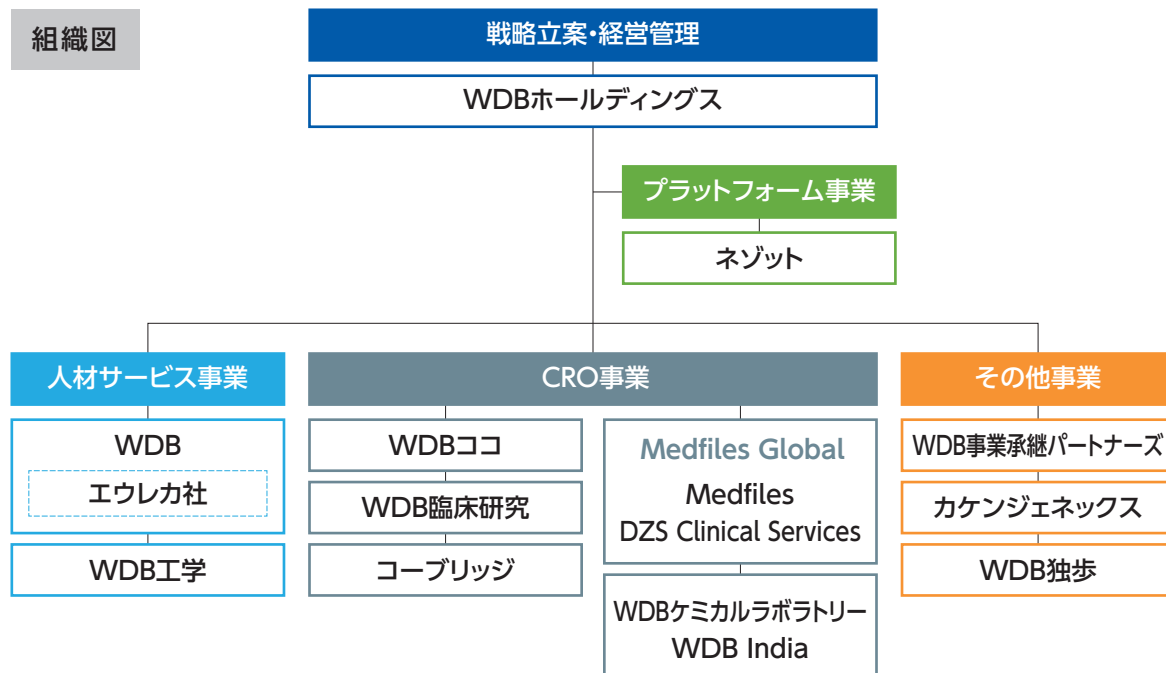 組織図
戦略立案・経営管理
WDBホールディングス
プラットフォーム事業
ネゾット
人材サービス事業
WDB
エウレカ社
WDB工学
CRO事業
WDBココ
WDB臨床研究
コーブリッジ
Medfiles Global
Medfiles
DZS Clinical Services
WDBケミカルラボラトリー
WDB India
その他事業
WDB事業承継パートナーズ
カケンジェネックス
WDB独歩